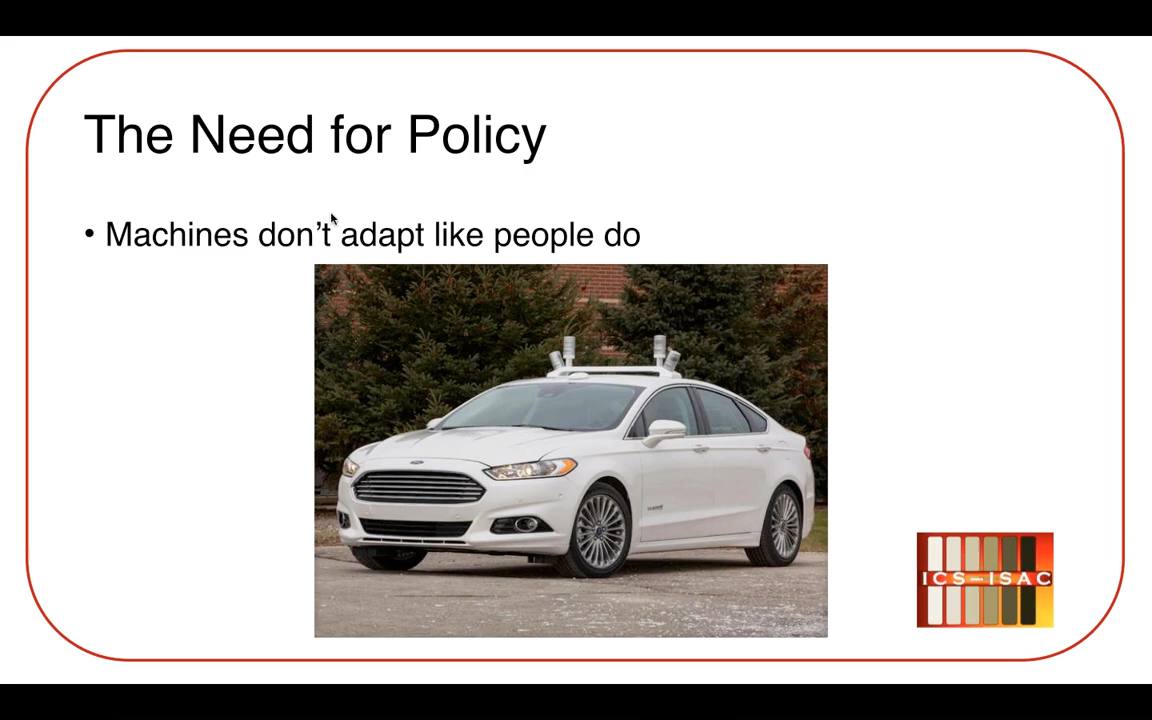 The Need for Policy
• Machines don’t adapt like people do
ICS-ISAC